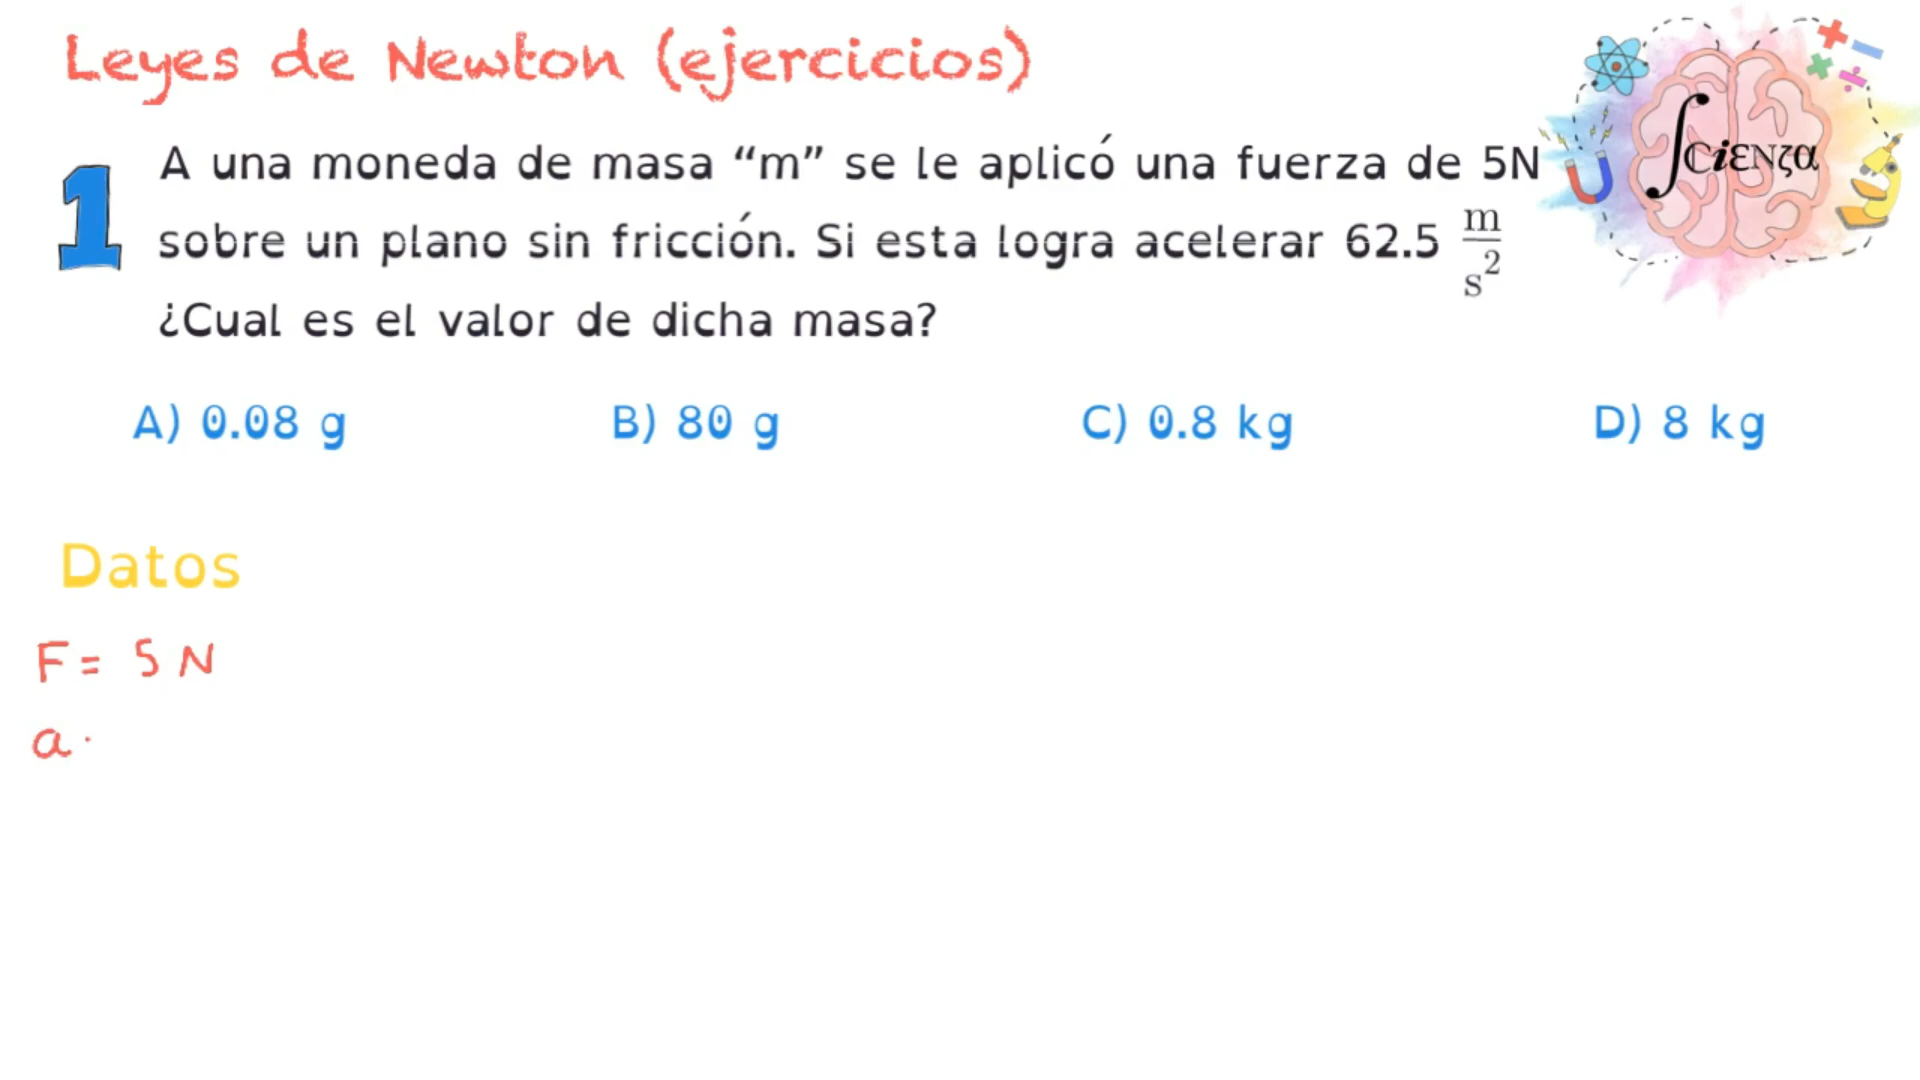 Leyes de Newton (ejercicios)
1
A una moneda de masa “m” se le aplicó una fuerza de 5N
sobre un plano sin fricción. Si esta logra acelerar 62.5 m/s²
¿Cual es el valor de dicha masa?
A) 0.08 g B) 80 g C) 0.8 kg D) 8 kg
Datos
F = 5 N
a
∫CiENζα